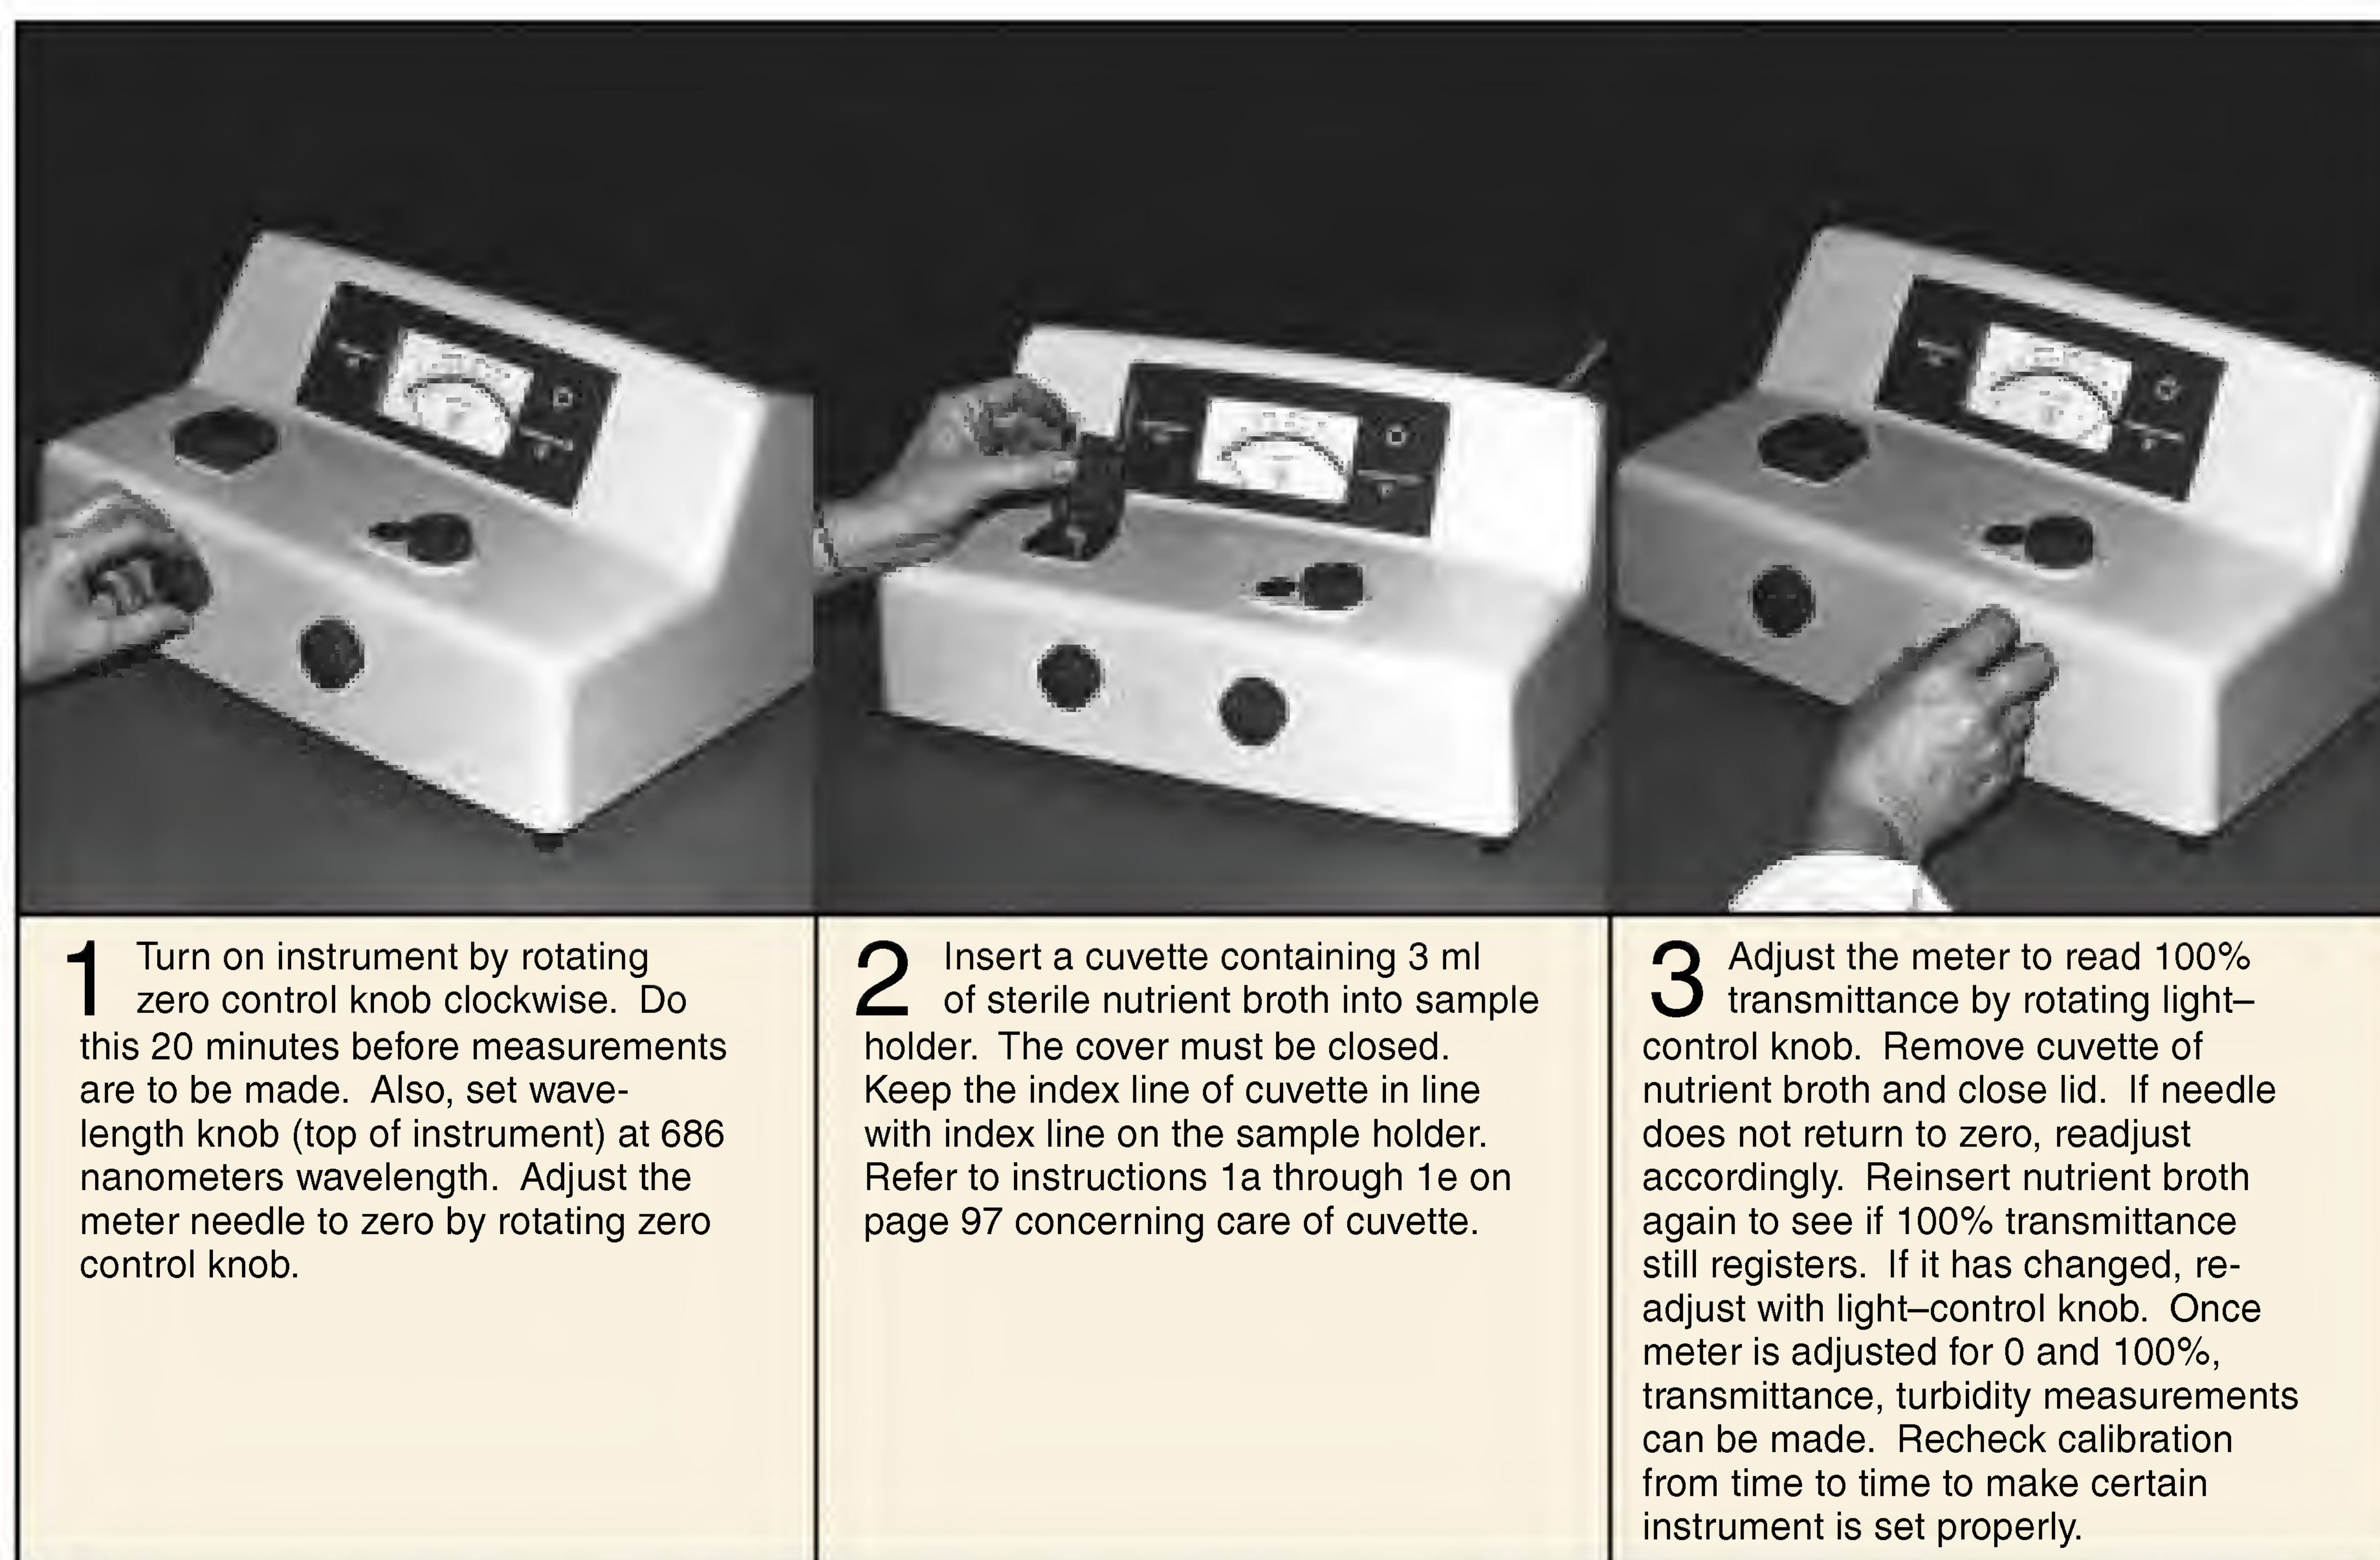 1 Turn on instrument by rotating
zero control knob clockwise. Do
this 20 minutes before measurements
are to be made. Also, set wave-
length knob (top of instrument) at 686
nanometers wavelength. Adjust the
meter needle to zero by rotating zero
control knob.
2 Insert a cuvette containing 3 ml
of sterile nutrient broth into sample
holder. The cover must be closed.
Keep the index line of cuvette in line
with index line on the sample holder.
Refer to instructions 1a through 1e on
page 97 concerning care of cuvette.
3 Adjust the meter to read 100%
transmittance by rotating light–
control knob. Remove cuvette of
nutrient broth and close lid. If needle
does not return to zero, readjust
accordingly. Reinsert nutrient broth
again to see if 100% transmittance
still registers. If it has changed, re-
adjust with light–control knob. Once
meter is adjusted for 0 and 100%,
transmittance, turbidity measurements
can be made. Recheck calibration
from time to time to make certain
instrument is set properly.